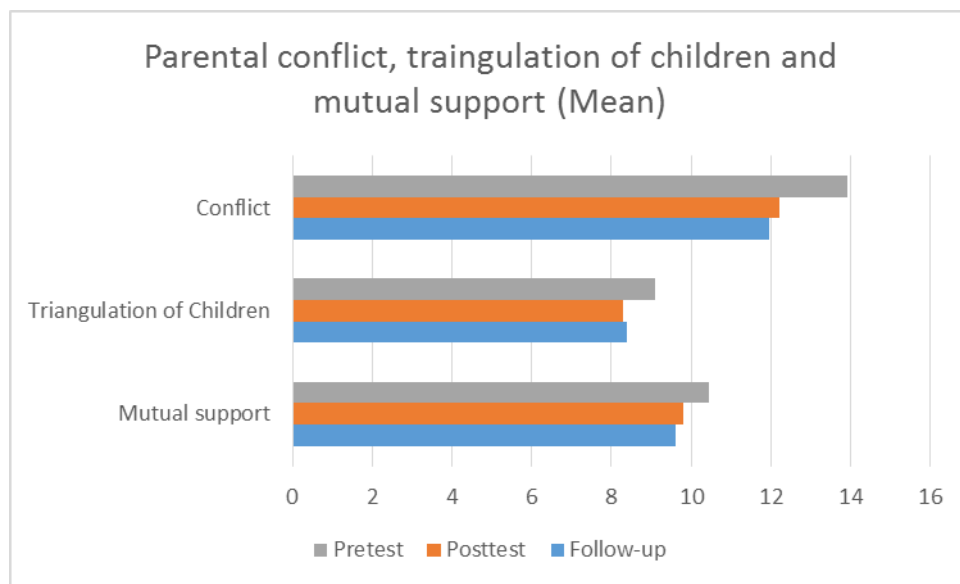 Parental conflict, traingulation of children and
mutual support (Mean)
Conflict
Triangulation of Children
Mutual support
0 2 4 6 8 10 12 14 16
Pretest Posttest Follow-up